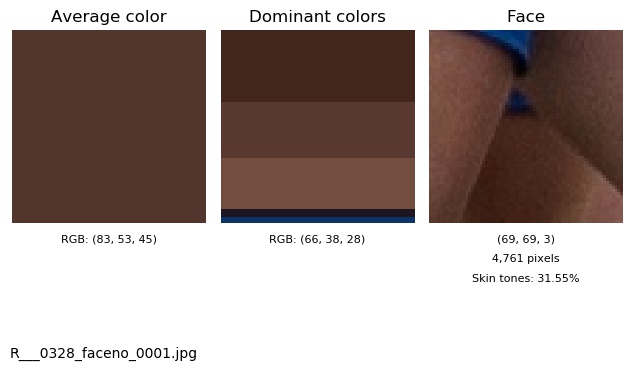 Average color
Dominant colors
Face
RGB: (83, 53, 45)
RGB: (66, 38, 28)
(69, 69, 3)
4,761 pixels
Skin tones: 31.55%
R___0328_faceno_0001.jpg